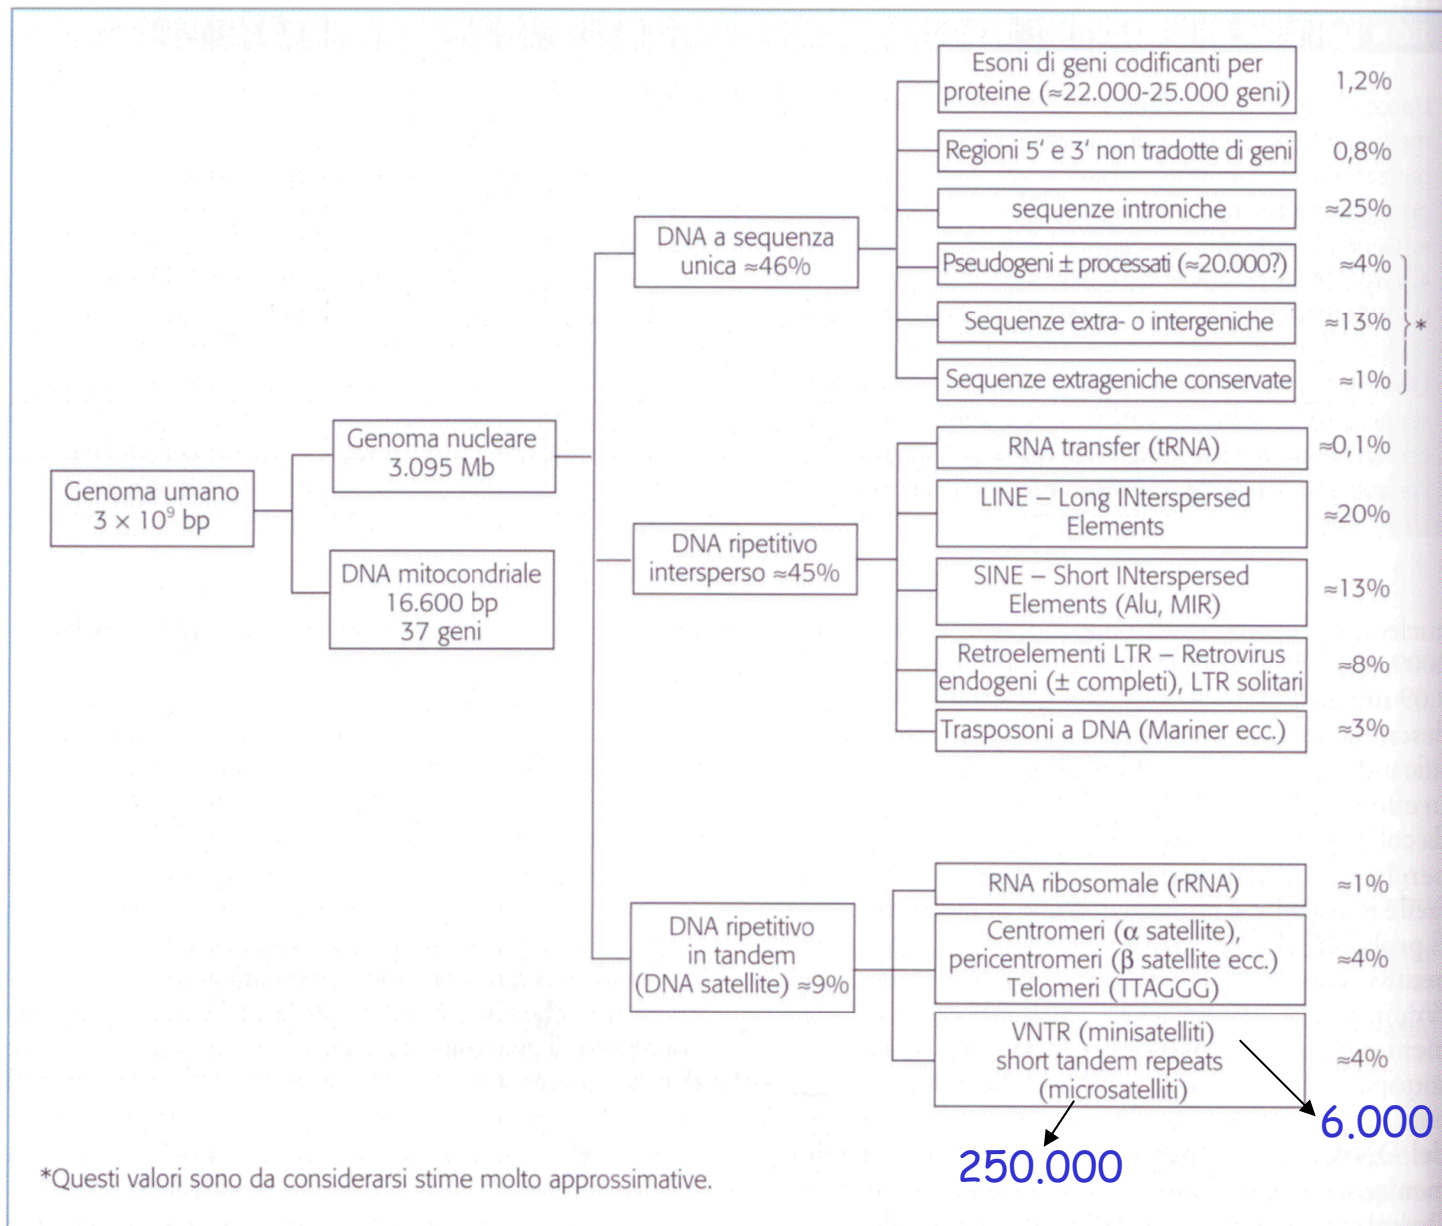 Genoma umano
3 × 10⁹ bp
Genoma nucleare
3.095 Mb
DNA mitocondriale
16.600 bp
37 geni
DNA a sequenza
unica ≈46%
Esoni di geni codificanti per
proteine (≈22.000-25.000 geni)
1,2%
Regioni 5' e 3' non tradotte di geni
0,8%
sequenze introniche
≈25%
Pseudogeni ± processati (≈20.000?)
≈4%
Sequenze extra- o intergeniche
≈13%
*
Sequenze extrageniche conservate
≈1%
DNA ripetitivo
intersperso ≈45%
RNA transfer (tRNA)
≈0,1%
LINE – Long INterspersed
Elements
≈20%
SINE – Short INterspersed
Elements (Alu, MIR)
≈13%
Retroelementi LTR – Retrovirus
endogeni (± completi), LTR solitari
≈8%
Trasposoni a DNA (Mariner ecc.)
≈3%
DNA ripetitivo
in tandem
(DNA satellite) ≈9%
RNA ribosomale (rRNA)
≈1%
Centromeri (α satellite),
pericentromeri (β satellite ecc.)
Telomeri (TTAGGG)
≈4%
VNTR (minisatelliti)
short tandem repeats
(microsatelliti)
≈4%
6.000
250.000
*Questi valori sono da considerarsi stime molto approssimative.